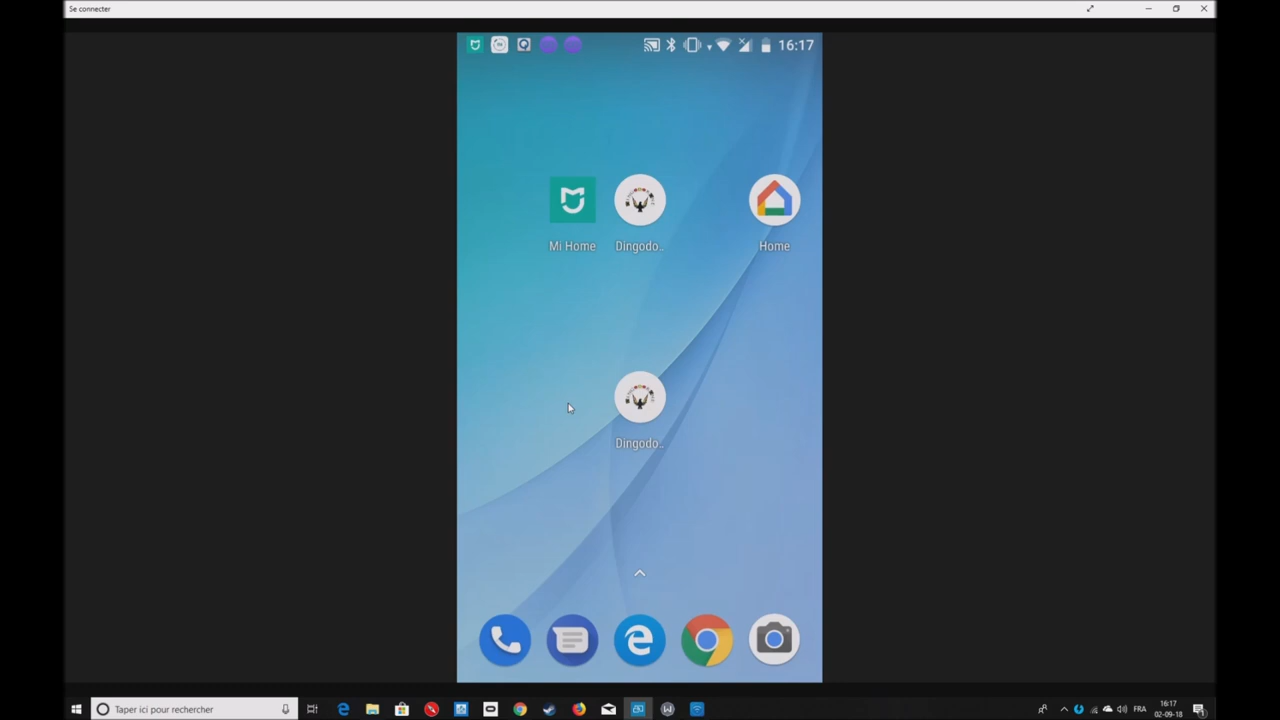 Se connecter
16:17
Mi Home
Dingodo..
Home
Dingodo..
Taper ici pour rechercher
FRA
16:17
02-09-18